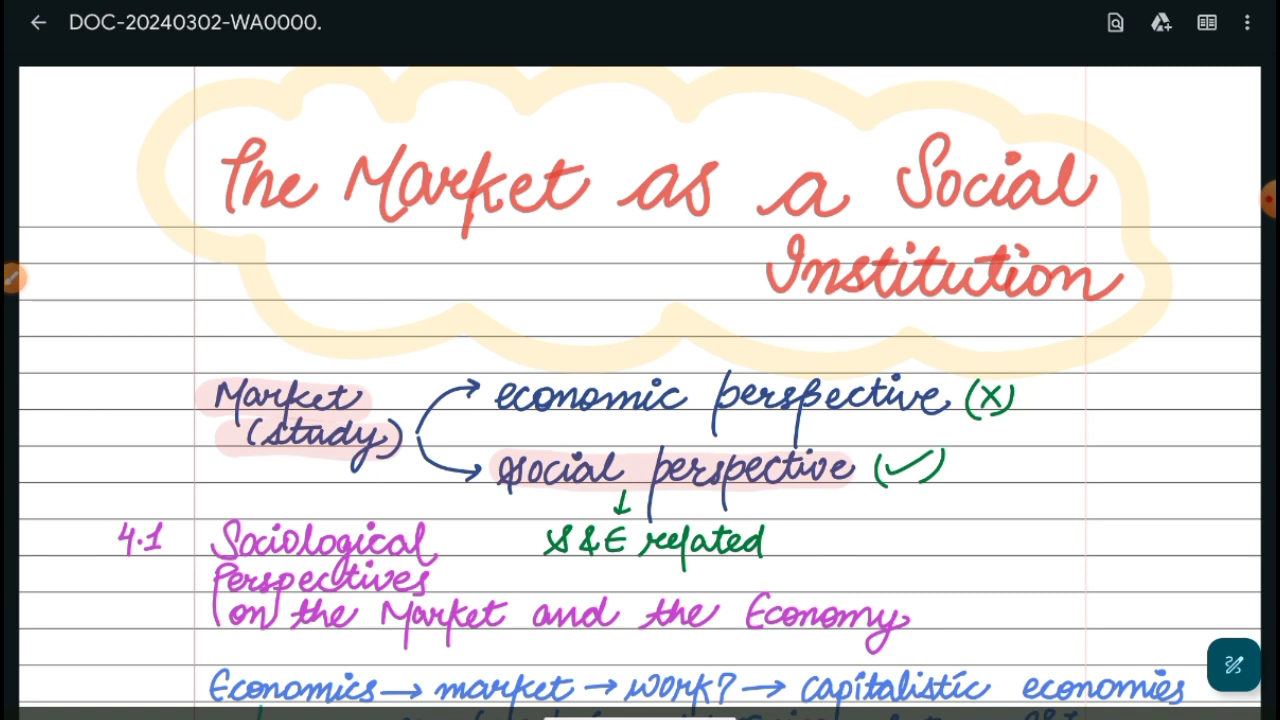 DOC-20240302-WA0000.
The Market as a Social
Institution
Market
(study)
economic perspective (x)
social perspective (✓)
↓
S & E related
4.1 Sociological
Perspectives
on the Market and the Economy
Economics → market → work? → capitalistic economies